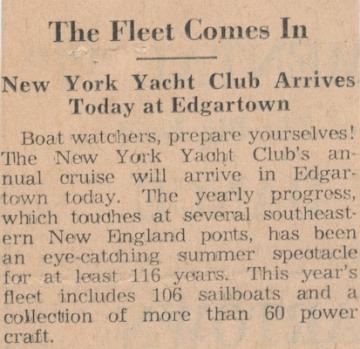 The Fleet Comes In
New York Yacht Club Arrives
Today at Edgartown
Boat watchers, prepare yourselves!
The New York Yacht Club's an-
nual cruise will arrive in Edgar-
town today. The yearly progress,
which touches at several southeast-
ern New England ports, has been
an eye-catching summer spectacle
for at least 116 years. This year's
fleet includes 106 sailboats and a
collection of more than 60 power
craft.